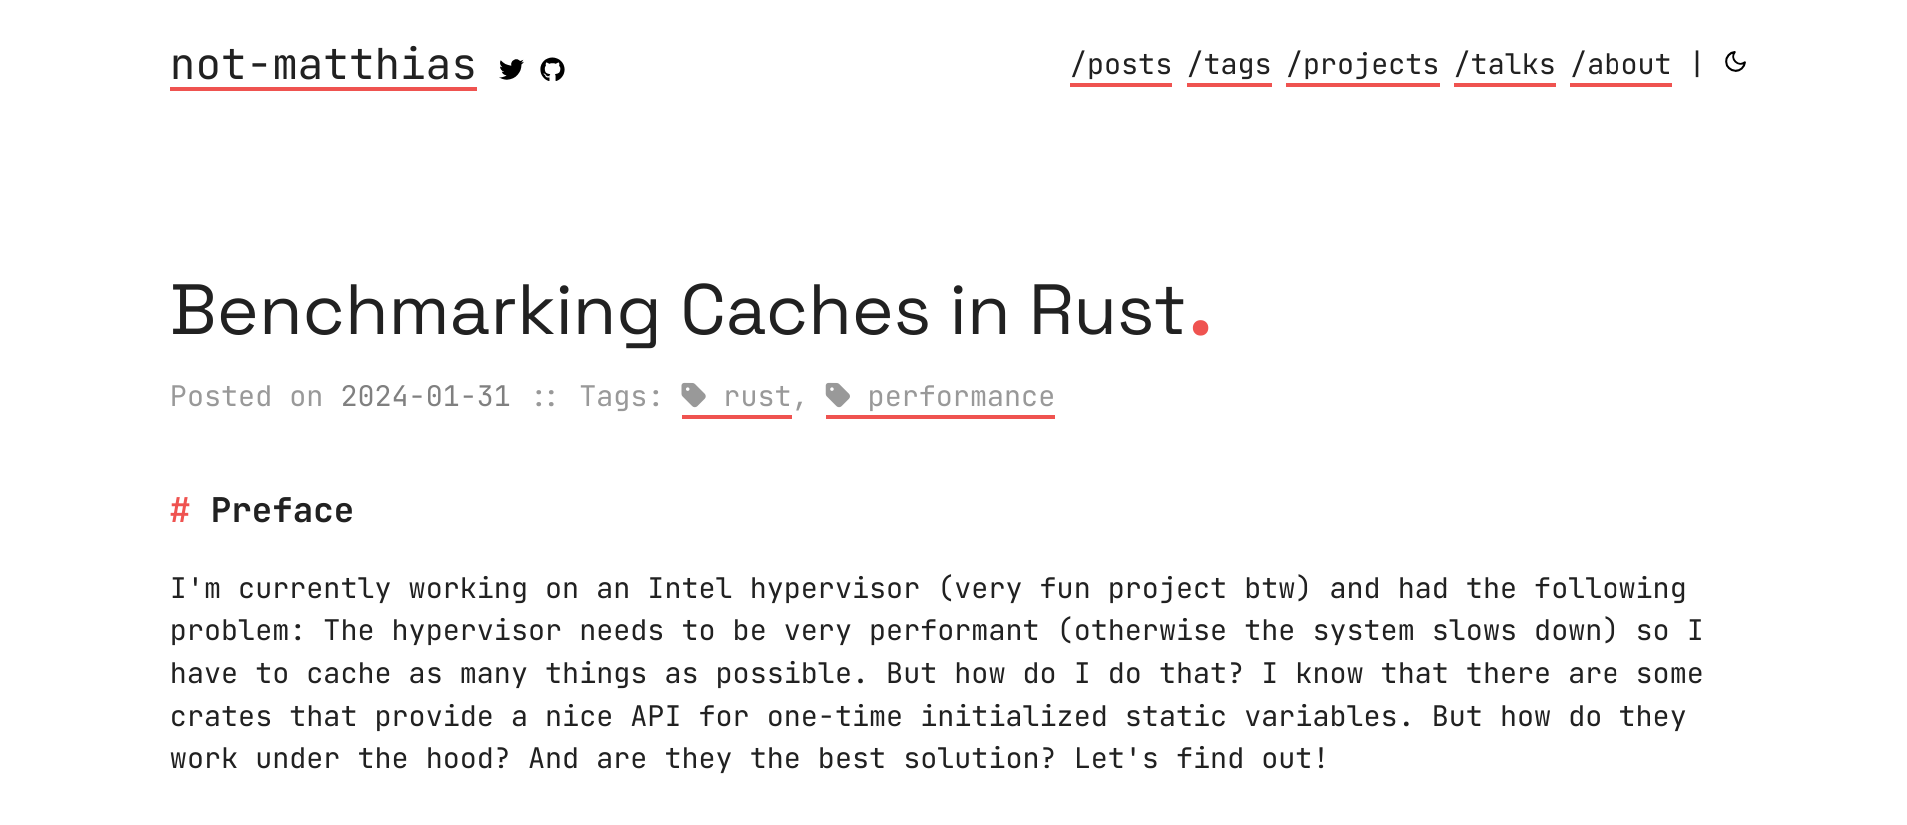 not-matthias
/posts /tags /projects /talks /about |
Benchmarking Caches in Rust.
Posted on 2024-01-31 :: Tags: rust, performance
# Preface
I'm currently working on an Intel hypervisor (very fun project btw) and had the following
problem: The hypervisor needs to be very performant (otherwise the system slows down) so I
have to cache as many things as possible. But how do I do that? I know that there are some
crates that provide a nice API for one-time initialized static variables. But how do they
work under the hood? And are they the best solution? Let's find out!